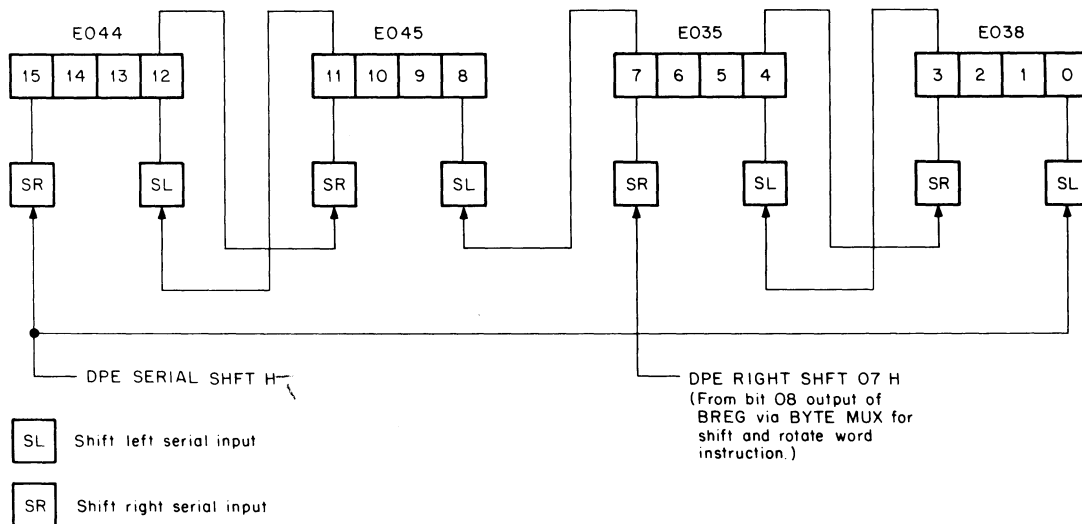 E044 E045 E035 E038
15 14 13 12 11 10 9 8 7 6 5 4 3 2 1 0
SR SL SR SL SR SL SR SL
DPE SERIAL SHFT H
DPE RIGHT SHFT 07 H
(From bit 08 output of
BREG via BYTE MUX for
shift and rotate word
instruction.)
SL Shift left serial input
SR Shift right serial input